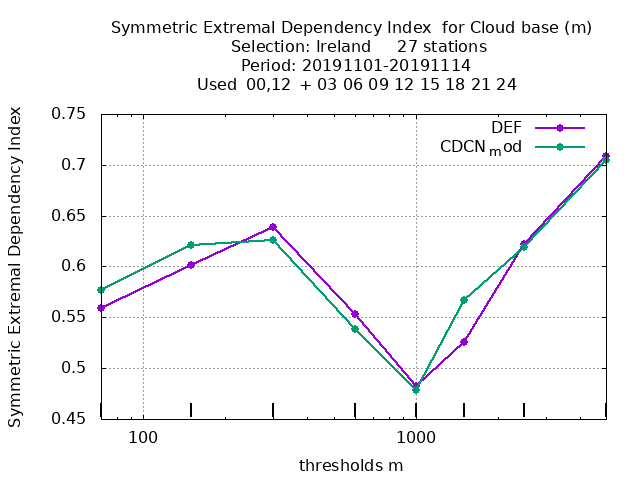 Symmetric Extremal Dependency Index  for Cloud base (m)
Selection: Ireland     27 stations
Period: 20191101-20191114
Used  00,12  + 03 06 09 12 15 18 21 24
Symmetric Extremal Dependency Index
0.75
0.7
0.65
0.6
0.55
0.5
0.45
DEF
CDCNmod
100
1000
thresholds m